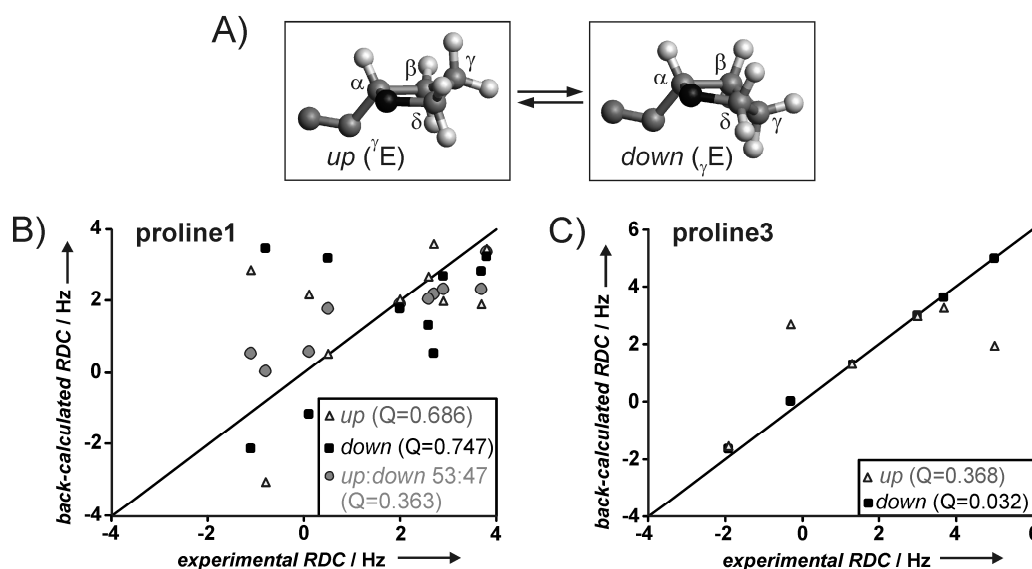 A)
α
β
γ
δ
up (ᵞE)
α
β
δ
γ
down (ᵧE)
B)
proline1
back-calculated RDC / Hz
4
2
0
-2
-4
up (Q=0.686)
down (Q=0.747)
up:down 53:47
(Q=0.363)
-4
-2
0
2
4
experimental RDC / Hz
C)
proline3
back-calculated RDC / Hz
6
4
2
0
-2
-4
up (Q=0.368)
down (Q=0.032)
-4
-2
0
2
4
6
experimental RDC / Hz